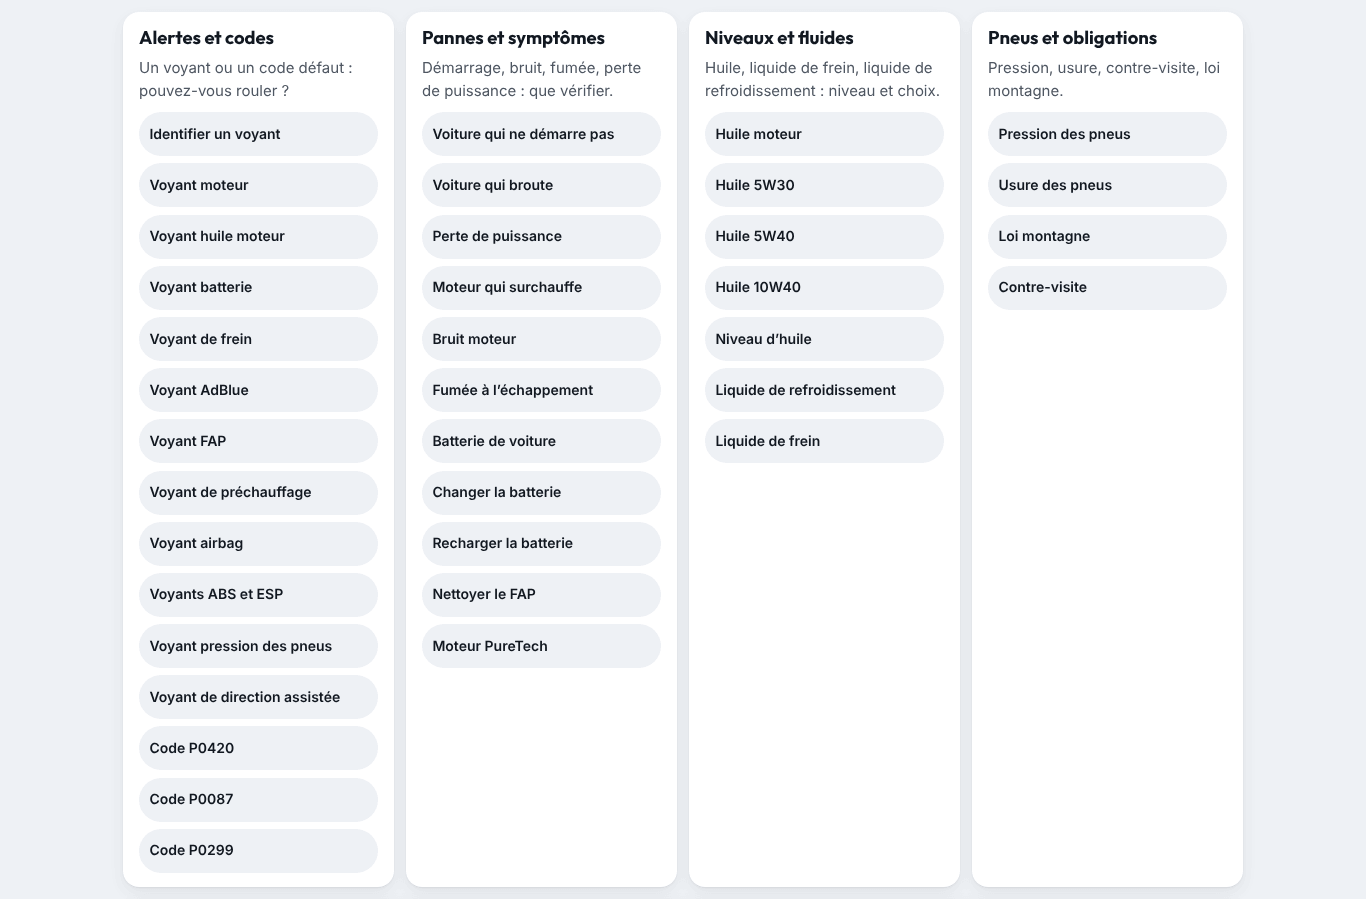 Alertes et codes
Un voyant ou un code défaut :
pouvez-vous rouler ?
Identifier un voyant
Voyant moteur
Voyant huile moteur
Voyant batterie
Voyant de frein
Voyant AdBlue
Voyant FAP
Voyant de préchauffage
Voyant airbag
Voyants ABS et ESP
Voyant pression des pneus
Voyant de direction assistée
Code P0420
Code P0087
Code P0299
Pannes et symptômes
Démarrage, bruit, fumée, perte
de puissance : que vérifier.
Voiture qui ne démarre pas
Voiture qui broute
Perte de puissance
Moteur qui surchauffe
Bruit moteur
Fumée à l’échappement
Batterie de voiture
Changer la batterie
Recharger la batterie
Nettoyer le FAP
Moteur PureTech
Niveaux et fluides
Huile, liquide de frein, liquide de
refroidissement : niveau et choix.
Huile moteur
Huile 5W30
Huile 5W40
Huile 10W40
Niveau d’huile
Liquide de refroidissement
Liquide de frein
Pneus et obligations
Pression, usure, contre-visite, loi
montagne.
Pression des pneus
Usure des pneus
Loi montagne
Contre-visite